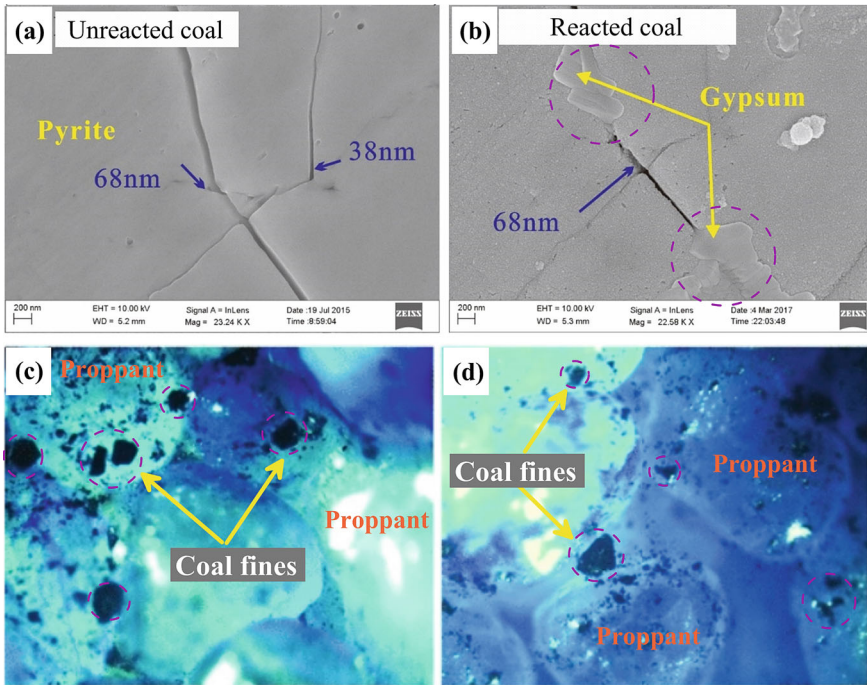 (a)
Unreacted coal
Pyrite
68nm
38nm
200 nm
EHT = 10.00 kV
WD = 5.2 mm
Signal A = InLens
Mag = 23.24 K X
Date :19 Jul 2015
Time :8:59:04
ZEISS
(b)
Reacted coal
Gypsum
68nm
200 nm
EHT = 10.00 kV
WD = 5.3 mm
Signal A = InLens
Mag = 22.58 K X
Date :4 Mar 2017
Time :22:03:48
ZEISS
(c)
Proppant
Proppant
Coal fines
(d)
Coal fines
Proppant
Proppant